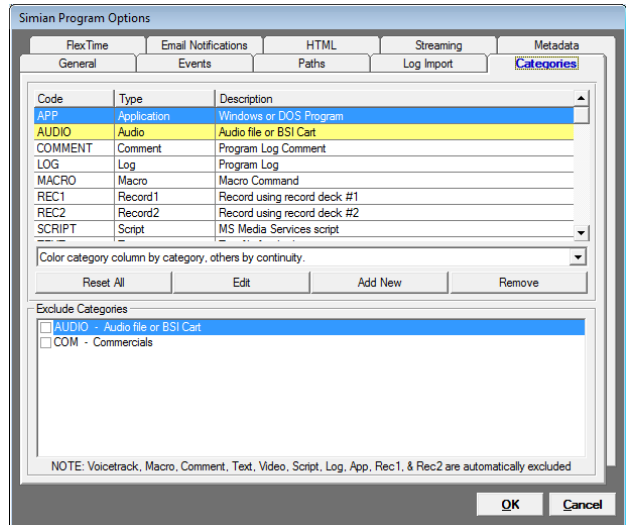 Simian Program Options
FlexTime Email Notifications HTML Streaming Metadata
General Events Paths Log Import Categories
Code Type Description
APP Application Windows or DOS Program
AUDIO Audio Audio file or BSI Cart
COMMENT Comment Program Log Comment
LOG Log Program Log
MACRO Macro Macro Command
REC1 Record1 Record using record deck #1
REC2 Record2 Record using record deck #2
SCRIPT Script MS Media Services script
Color category column by category, others by continuity.
Reset All Edit Add New Remove
Exclude Categories
AUDIO - Audio file or BSI Cart
COM - Commercials
NOTE: Voicetrack, Macro, Comment, Text, Video, Script, Log, App, Rec1, & Rec2 are automatically excluded
OK Cancel